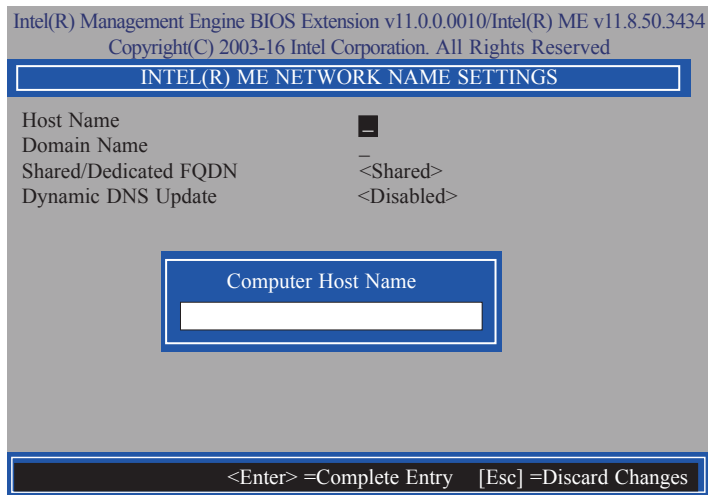 Intel(R) Management Engine BIOS Extension v11.0.0.0010/Intel(R) ME v11.8.50.3434
Copyright(C) 2003-16 Intel Corporation. All Rights Reserved
INTEL(R) ME NETWORK NAME SETTINGS
Host Name _
Domain Name _
Shared/Dedicated FQDN <Shared>
Dynamic DNS Update <Disabled>
Computer Host Name
<Enter> =Complete Entry [Esc] =Discard Changes